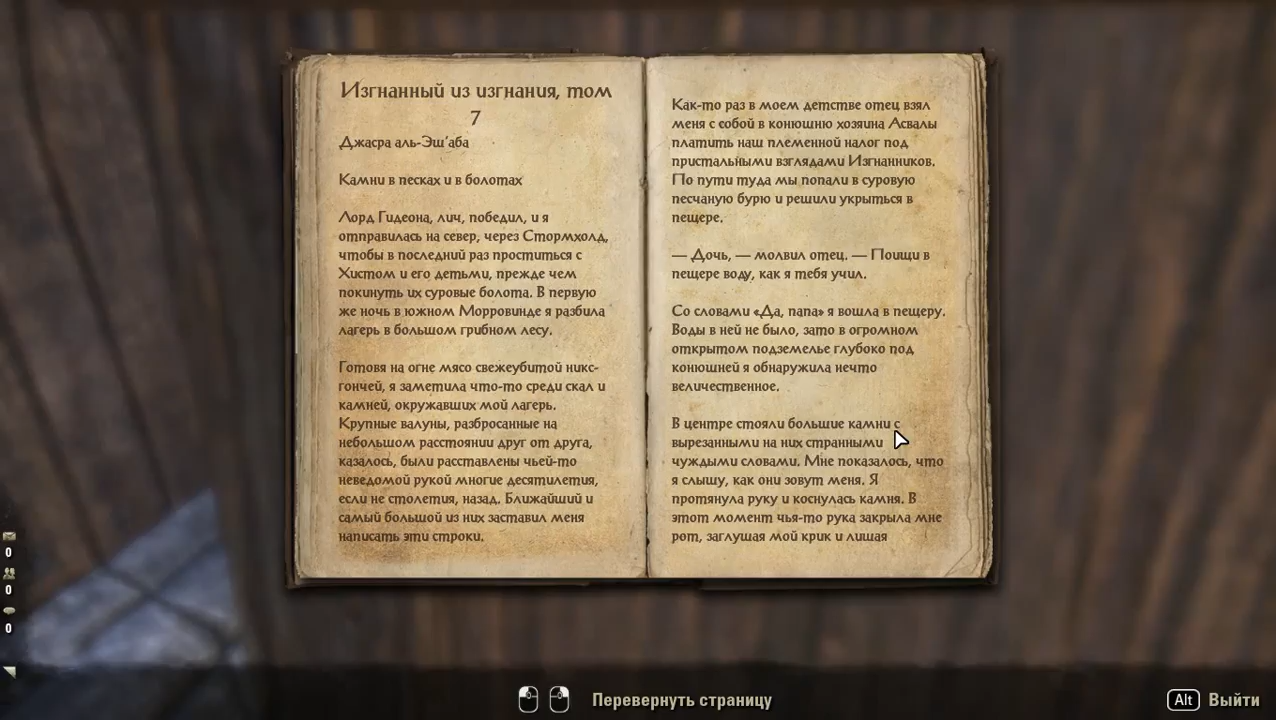 Изгнанный из изгнания, том
7
Джасра аль-Эш'аба
Камни в песках и в болотах
Лорд Гидеона, лич, победил, и я
отправилась на север, через Стормхолд,
чтобы в последний раз проститься с
Хистом и его детьми, прежде чем
покинуть их суровые болота. В первую
же ночь в южном Морровинде я разбила
лагерь в большом грибном лесу.
Готовя на огне мясо свежеубитой никс-
гончей, я заметила что-то среди скал и
камней, окружавших мой лагерь.
Крупные валуны, разбросанные на
небольшом расстоянии друг от друга,
казалось, были расставлены чьей-то
неведомой рукой многие десятилетия,
если не столетия, назад. Ближайший и
самый большой из них заставил меня
написать эти строки.
Как-то раз в моем детстве отец взял
меня с собой в конюшню хозяина Асвалы
платить наш племенной налог под
пристальными взглядами Изгнанников.
По пути туда мы попали в суровую
песчаную бурю и решили укрыться в
пещере.
— Дочь, — молвил отец. — Поищи в
пещере воду, как я тебя учил.
Со словами «Да, папа» я вошла в пещеру.
Воды в ней не было, зато в огромном
открытом подземелье глубоко под
конюшней я обнаружила нечто
величественное.
В центре стояли большие камни с
вырезанными на них странными
чуждыми словами. Мне показалось, что
я слышу, как они зовут меня. Я
протянула руку и коснулась камня. В
этот момент чья-то рука закрыла мне
рот, заглушая мой крик и лишая
0
0
0
Перевернуть страницу
Alt Выйти